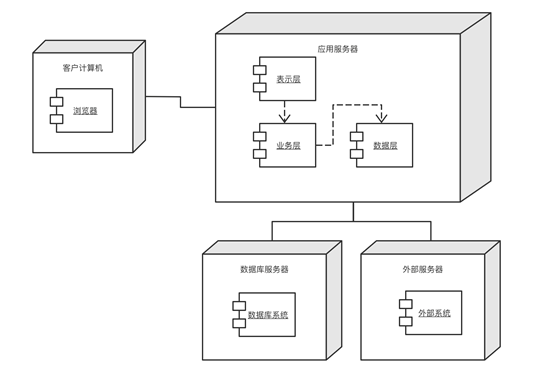 客户计算机
浏览器
应用服务器
表示层
业务层
数据层
数据库服务器
数据库系统
外部服务器
外部系统